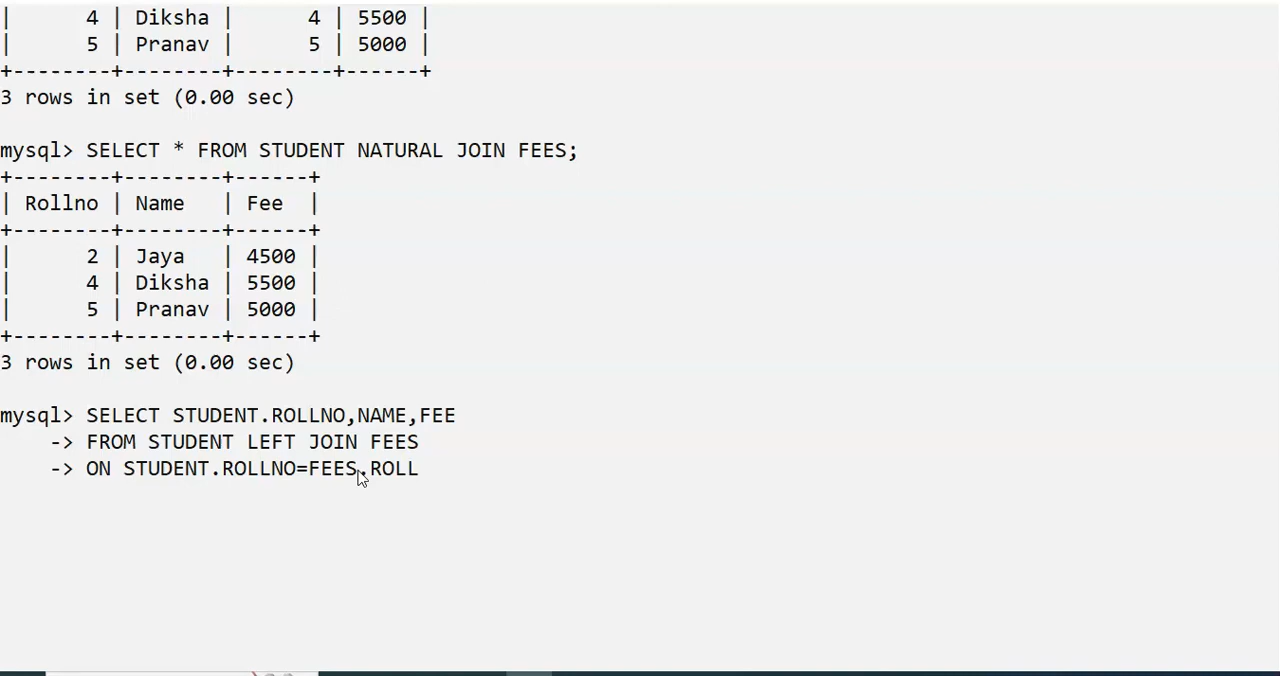 |      4 | Diksha |      4 | 5500 |
|      5 | Pranav |      5 | 5000 |
+--------+--------+--------+------+
3 rows in set (0.00 sec)
mysql> SELECT * FROM STUDENT NATURAL JOIN FEES;
+--------+--------+------+
| Rollno | Name   | Fee  |
+--------+--------+------+
|      2 | Jaya   | 4500 |
|      4 | Diksha | 5500 |
|      5 | Pranav | 5000 |
+--------+--------+------+
3 rows in set (0.00 sec)
mysql> SELECT STUDENT.ROLLNO,NAME,FEE
    -> FROM STUDENT LEFT JOIN FEES
    -> ON STUDENT.ROLLNO=FEES.ROLL